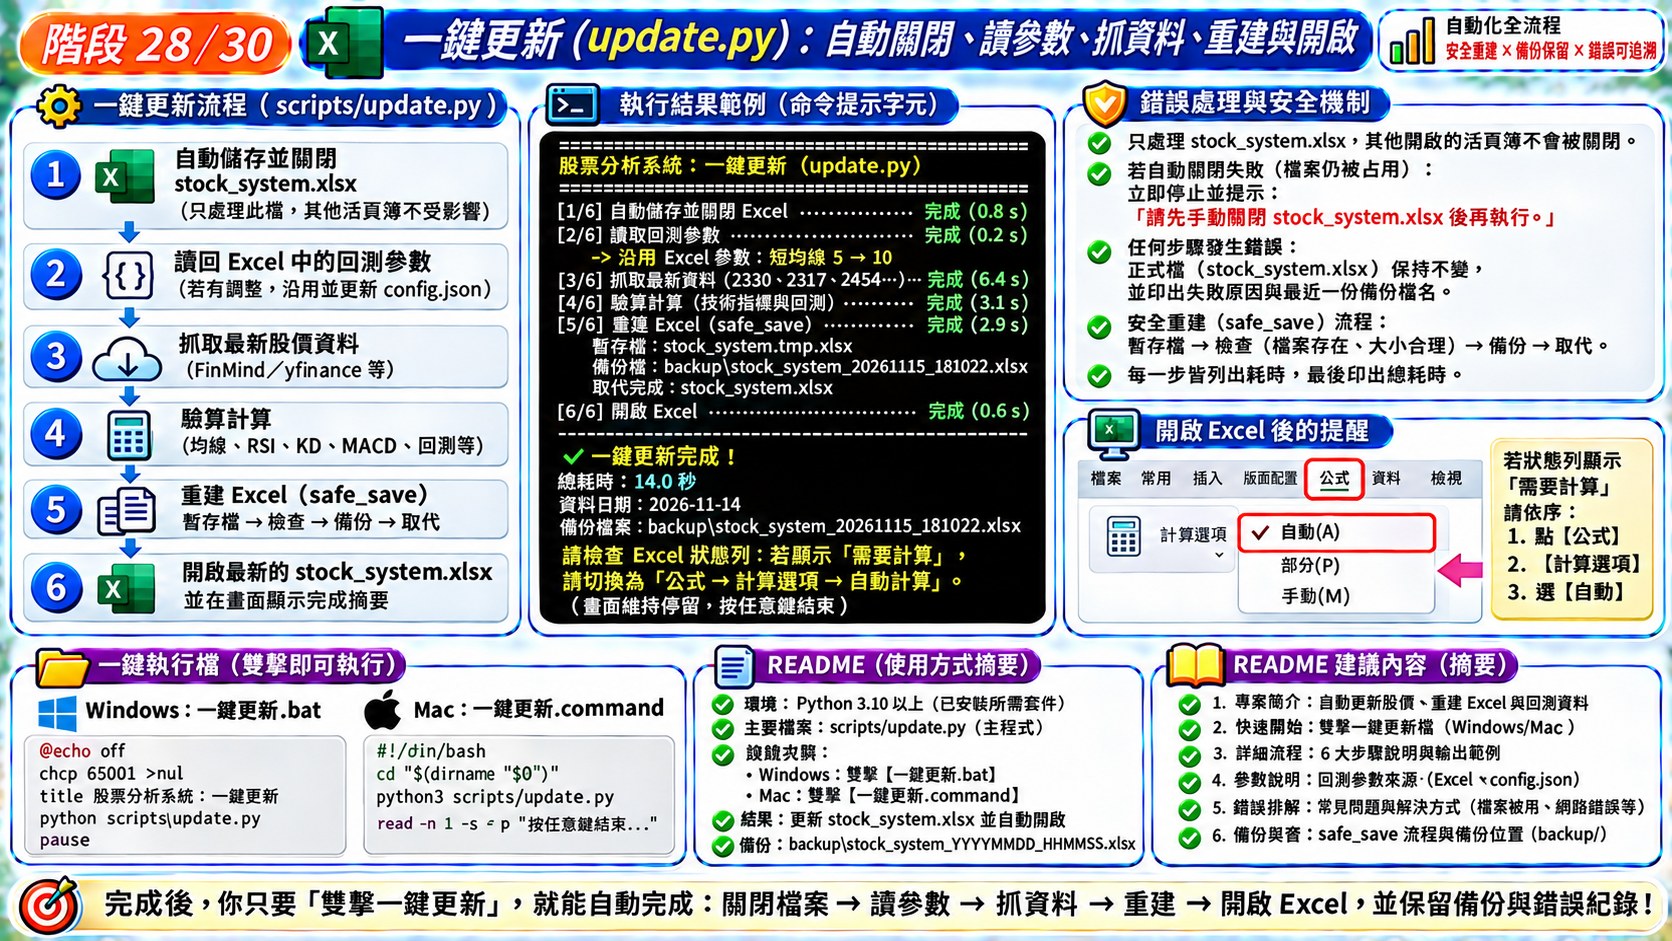 階段 28/30
一鍵更新 (update.py)：自動關閉、讀參數、抓資料、重建與開啟
自動化全流程
安全重建 × 備份保留 × 錯誤可追溯
一鍵更新流程（ scripts/update.py ）
1
自動儲存並關閉
stock_system.xlsx
（只處理此檔，其他活頁簿不受影響）
2
讀回 Excel 中的回測參數
（若有調整，沿用並更新 config.json）
3
抓取最新股價資料
（FinMind／yfinance 等）
4
驗算計算
（均線、RSI、KD、MACD、回測等）
5
重建 Excel（safe_save）
暫存檔 → 檢查 → 備份 → 取代
6
開啟最新的 stock_system.xlsx
並在畫面顯示完成摘要
執行結果範例（命令提示字元）
股票分析系統：一鍵更新（update.py）
[1/6] 自動儲存並關閉 Excel ················ 完成（0.8 s）
[2/6] 讀取回測參數 ··························· 完成（0.2 s）
-> 沿用 Excel 參數：短均線 5 → 10
[3/6] 抓取最新資料（2330、2317、2454···）··· 完成（6.4 s）
[4/6] 驗算計算（技術指標與回測）·········· 完成（3.1 s）
[5/6] 重建 Excel（safe_save）············· 完成（2.9 s）
暫存檔：stock_system.tmp.xlsx
備份檔：backup\stock_system_20261115_181022.xlsx
取代完成：stock_system.xlsx
[6/6] 開啟 Excel ······························ 完成（0.6 s）
一鍵更新完成！
總耗時：14.0 秒
資料日期：2026-11-14
備份檔案：backup\stock_system_20261115_181022.xlsx
請檢查 Excel 狀態列：若顯示「需要計算」，
請切換為「公式 → 計算選項 → 自動計算」。
（畫面維持停留，按任意鍵結束）
錯誤處理與安全機制
只處理 stock_system.xlsx，其他開啟的活頁簿不會被關閉。
若自動關閉失敗（檔案仍被占用）：
立即停止並提示：
「請先手動關閉 stock_system.xlsx 後再執行。」
任何步驟發生錯誤：
正式檔（stock_system.xlsx）保持不變，
並印出失敗原因與最近一份備份檔名。
安全重建（safe_save）流程：
暫存檔 → 檢查（檔案存在、大小合理）→ 備份 → 取代。
每一步皆列出耗時，最後印出總耗時。
開啟 Excel 後的提醒
檔案 常用 插入 版面配置 公式 資料 檢視
計算選項
自動(A)
部分(P)
手動(M)
若狀態列顯示
「需要計算」
請依序：
1. 點【公式】
2. 【計算選項】
3. 選【自動】
一鍵執行檔（雙擊即可執行）
Windows：一鍵更新.bat
@echo off
chcp 65001 >nul
title 股票分析系統：一鍵更新
python scripts\update.py
pause
Mac：一鍵更新.command
#!/din/bash
cd "$(dirname "$0")"
python3 scripts/update.py
read -n 1 -s p "按任意鍵結束..."
README（使用方式摘要）
環境：Python 3.10 以上（已安裝所需套件）
主要檔案：scripts/update.py（主程式）
• Windows：雙擊【一鍵更新.bat】
• Mac：雙擊【一鍵更新.command】
結果：更新 stock_system.xlsx 並自動開啟
備份：backup\stock_system_YYYYMMDD_HHMMSS.xlsx
README 建議內容（摘要）
1. 專案簡介：自動更新股價、重建 Excel 與回測資料
2. 快速開始：雙擊一鍵更新檔（Windows/Mac ）
3. 詳細流程：6 大步驟說明與輸出範例
4. 參數說明：回測參數來源（Excel、config.json）
5. 錯誤排解：常見問題與解決方式（檔案被用、網路錯誤等）
6. 備份與：safe_save 流程與備份位置（backup/）
完成後，你只要「雙擊一鍵更新」，就能自動完成：關閉檔案 → 讀參數 → 抓資料 → 重建 → 開啟 Excel，並保留備份與錯誤紀錄！